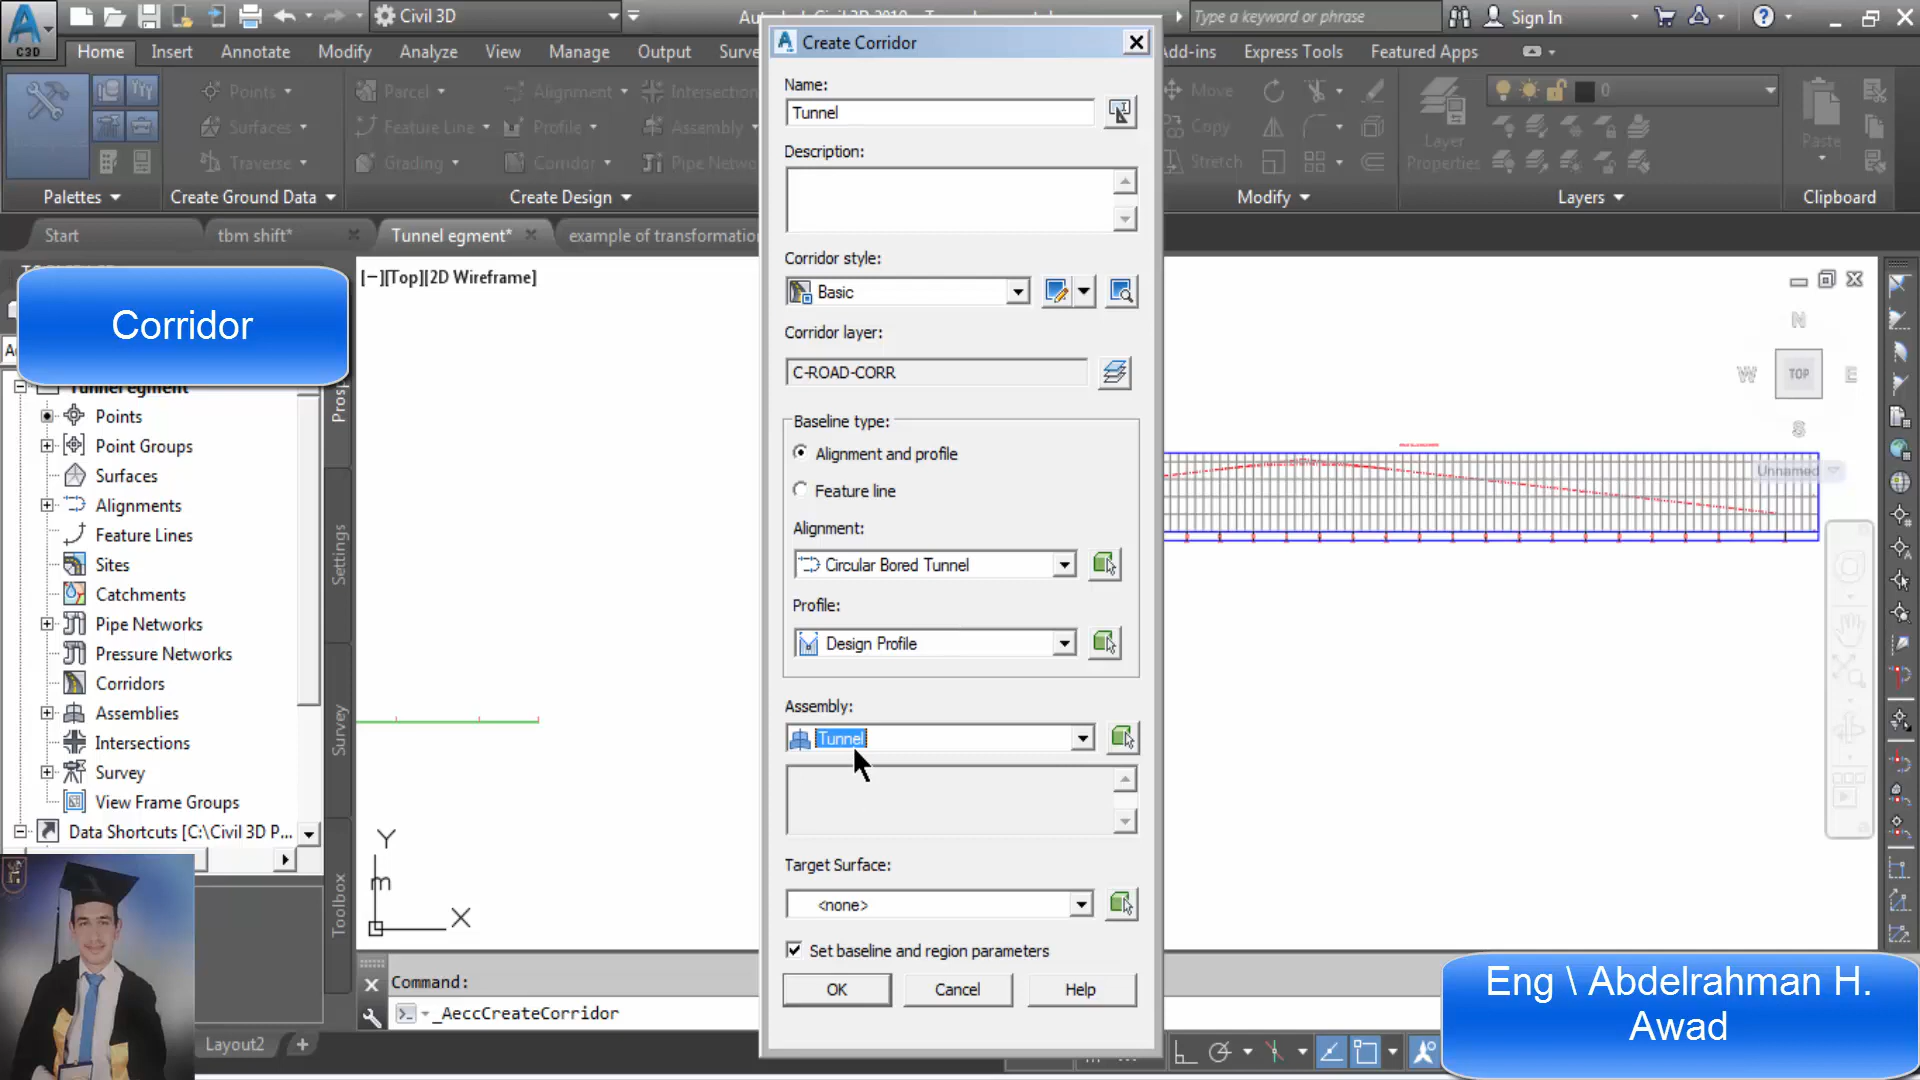 C3D
Civil 3D
Type a keyword or phrase
Sign In
Home
Insert
Annotate
Modify
Analyze
View
Manage
Output
Add-ins
Express Tools
Featured Apps
Points
Parcel
Alignment
Surfaces
Feature Line
Profile
Assembly
Traverse
Grading
Corridor
Move
Copy
Stretch
Layer
Properties
0
Paste
Palettes
Create Ground Data
Create Design
Modify
Layers
Clipboard
Start
tbm shift*
Tunnel egment*
example of transformation
[−][Top][2D Wireframe]
Corridor
Tunnel egment
Points
Point Groups
Surfaces
Alignments
Feature Lines
Sites
Catchments
Pipe Networks
Pressure Networks
Corridors
Assemblies
Intersections
Survey
View Frame Groups
Data Shortcuts [C:\Civil 3D P...
Settings
Survey
Toolbox
Create Corridor
Name:
Tunnel
Description:
Corridor style:
Basic
Corridor layer:
C-ROAD-CORR
Baseline type:
Alignment and profile
Feature line
Alignment:
Circular Bored Tunnel
Profile:
Design Profile
Assembly:
Tunnel
Target Surface:
<none>
Set baseline and region parameters
OK
Cancel
Help
N
W
TOP
E
S
Unnamed
Y
m
X
Command:
_AeccCreateCorridor
Layout2
Eng \ Abdelrahman H.
Awad